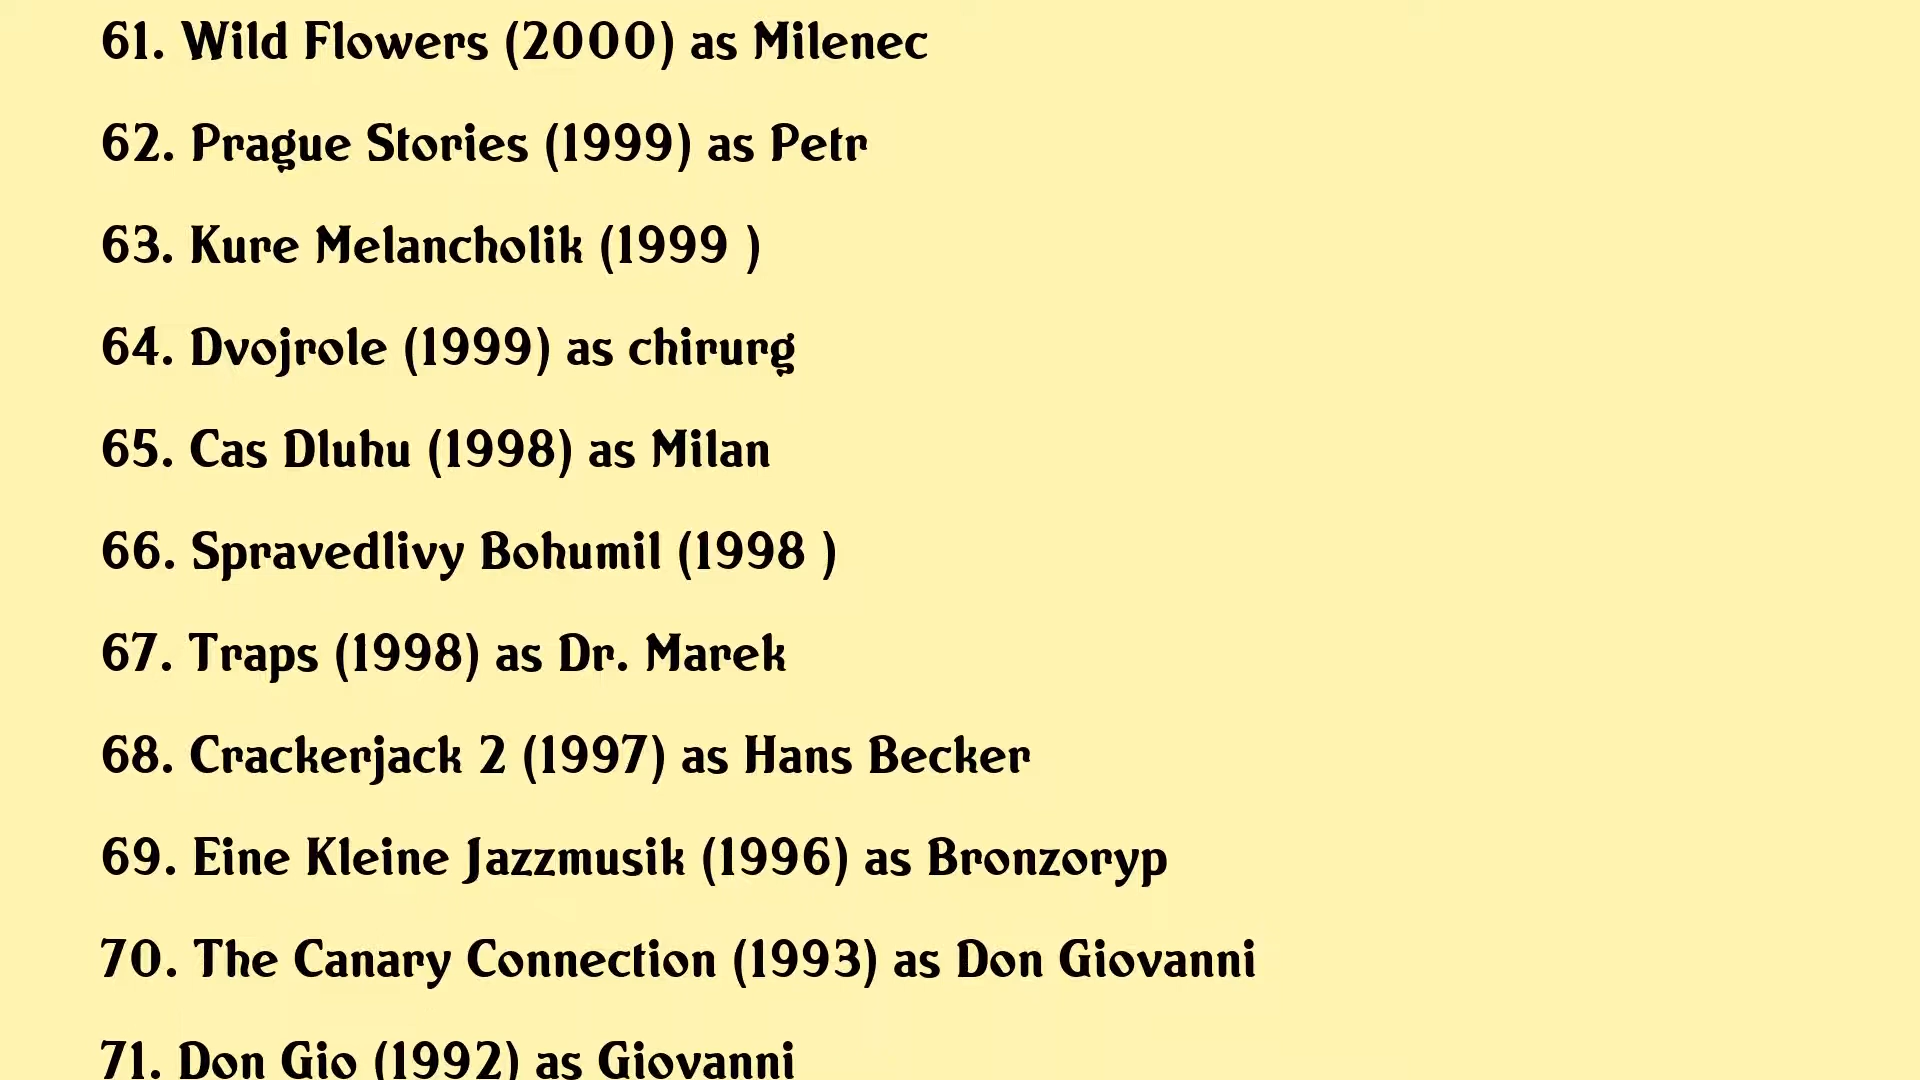 61. Wild Flowers (2000) as Milenec
62. Prague Stories (1999) as Petr
63. Kure Melancholik (1999 )
64. Dvojrole (1999) as chirurg
65. Cas Dluhu (1998) as Milan
66. Spravedlivy Bohumil (1998 )
67. Traps (1998) as Dr. Marek
68. Crackerjack 2 (1997) as Hans Becker
69. Eine Kleine Jazzmusik (1996) as Bronzoryp
70. The Canary Connection (1993) as Don Giovanni
71. Don Gio (1992) as Giovanni